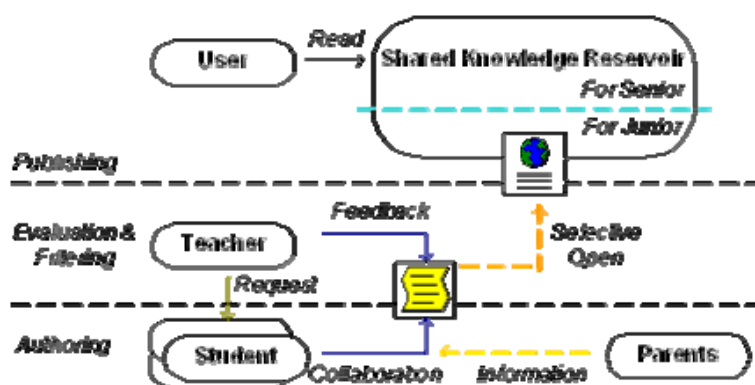 Read
User
Shared Knowledge Reservoir
For Senior
For Junior
Publishing
Feedback
Evaluation &
Filtering
Teacher
Selective
Open
Request
Authoring
Student
Collaboration
Information
Parents